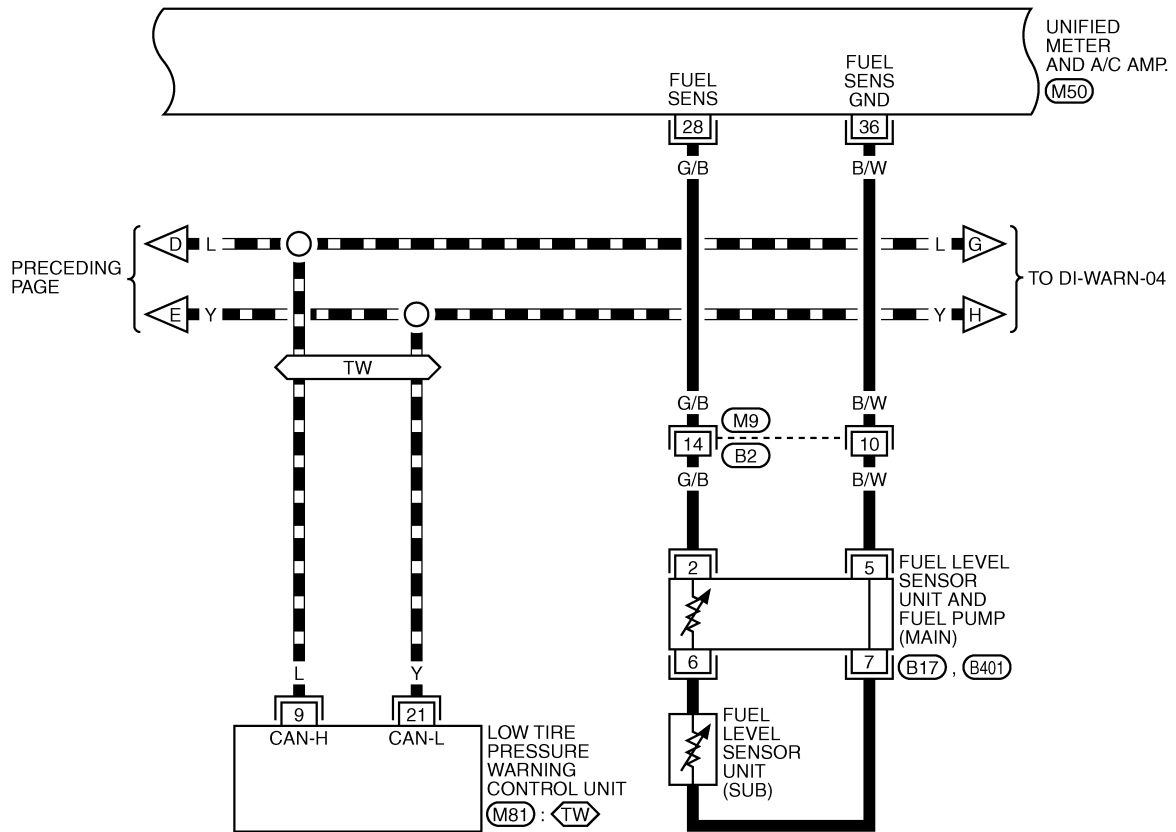 UNIFIED
METER
AND A/C AMP.
M50
FUEL
SENS
FUEL
SENS
GND
28
36
G/B
B/W
PRECEDING
PAGE
D
L
L
G
E
Y
Y
H
TO DI-WARN-04
TW
G/B
B/W
M9
14
10
B2
G/B
B/W
2
5
FUEL LEVEL
SENSOR
UNIT AND
FUEL PUMP
(MAIN)
6
7
B17 , B401
L
Y
9
21
CAN-H
CAN-L
LOW TIRE
PRESSURE
WARNING
CONTROL UNIT
M81 : TW
FUEL
LEVEL
SENSOR
UNIT
(SUB)